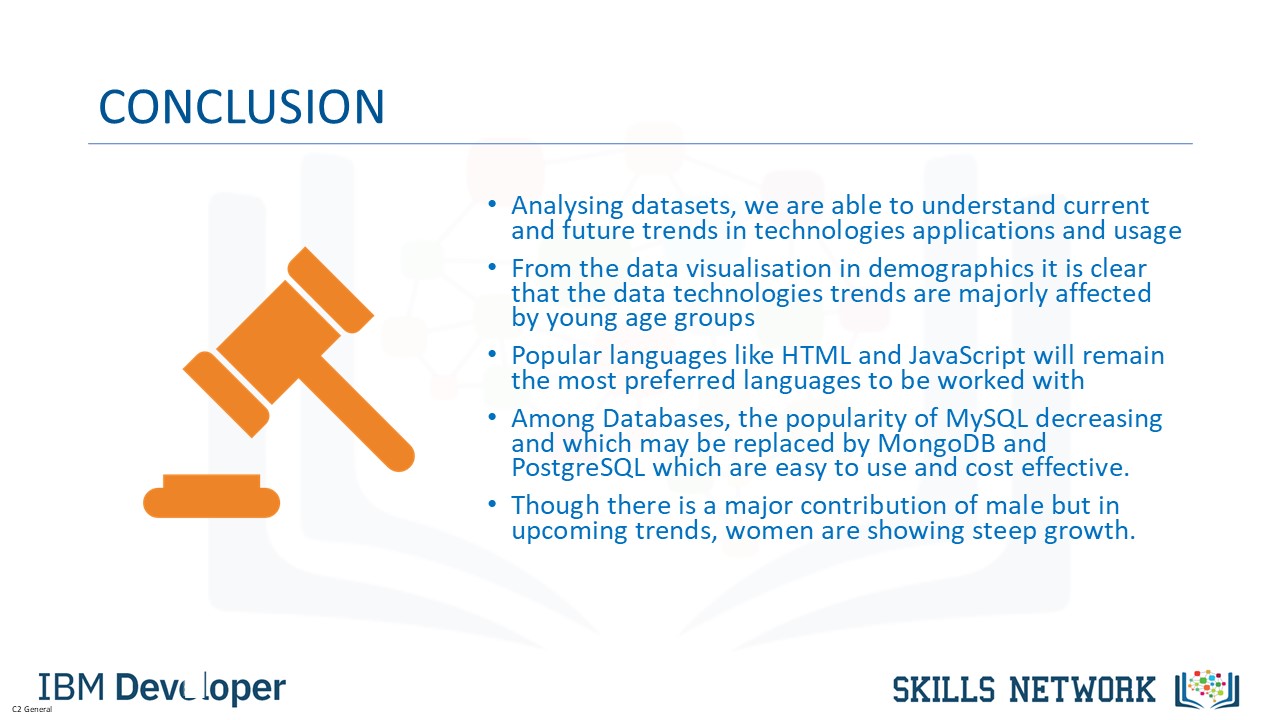 CONCLUSION
• Analysing datasets, we are able to understand current
and future trends in technologies applications and usage
• From the data visualisation in demographics it is clear
that the data technologies trends are majorly affected
by young age groups
• Popular languages like HTML and JavaScript will remain
the most preferred languages to be worked with
• Among Databases, the popularity of MySQL decreasing
and which may be replaced by MongoDB and
PostgreSQL which are easy to use and cost effective.
• Though there is a major contribution of male but in
upcoming trends, women are showing steep growth.
IBM Developer
SKILLS NETWORK
C2 General